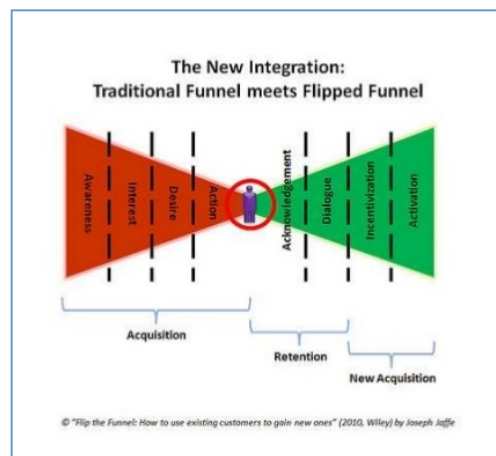 The New Integration:
Traditional Funnel meets Flipped Funnel
Awareness
Interest
Desire
Action
Acknowledgement
Dialogue
Incentivization
Activation
Acquisition
Retention
New Acquisition
© "Flip the Funnel: How to use existing customers to gain new ones" (2010, Wiley) by Joseph Jaffe